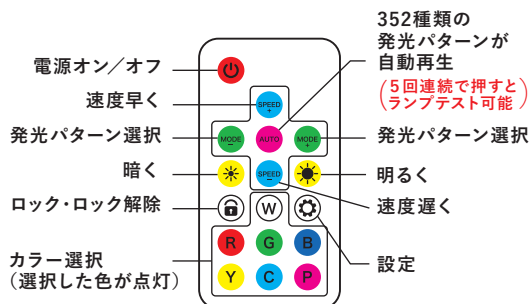 352種類の
発光パターンが
自動再生
(5回連続で押すと
ランプテスト可能)
電源オン／オフ
速度早く
SPEED
+
発光パターン選択
MODE
−
AUTO
MODE
+
発光パターン選択
暗く
SPEED
−
明るく
ロック・ロック解除
W
速度遅く
設定
R
G
B
カラー選択
(選択した色が点灯)
Y
C
P